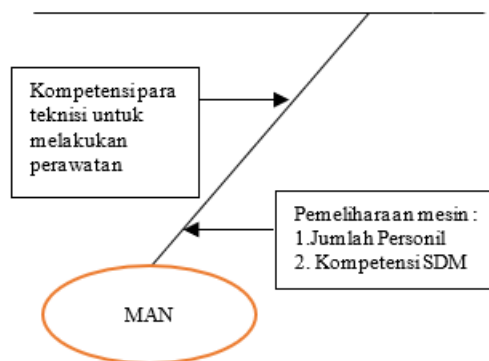 Kompetensi para
teknisi untuk
melakukan
perawatan
Pemeliharaan mesin :
1.Jumlah Personil
2. Kompetensi SDM
MAN